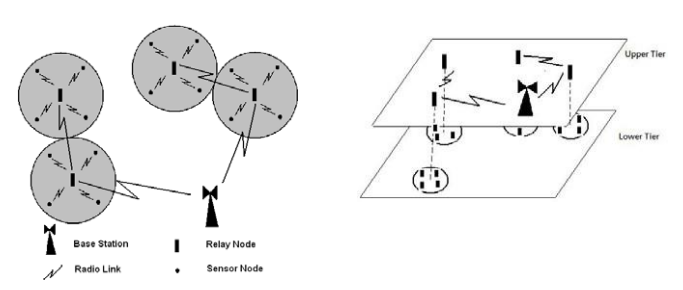 Upper Tier
Lower Tier
Base Station
Relay Node
Radio Link
Sensor Node